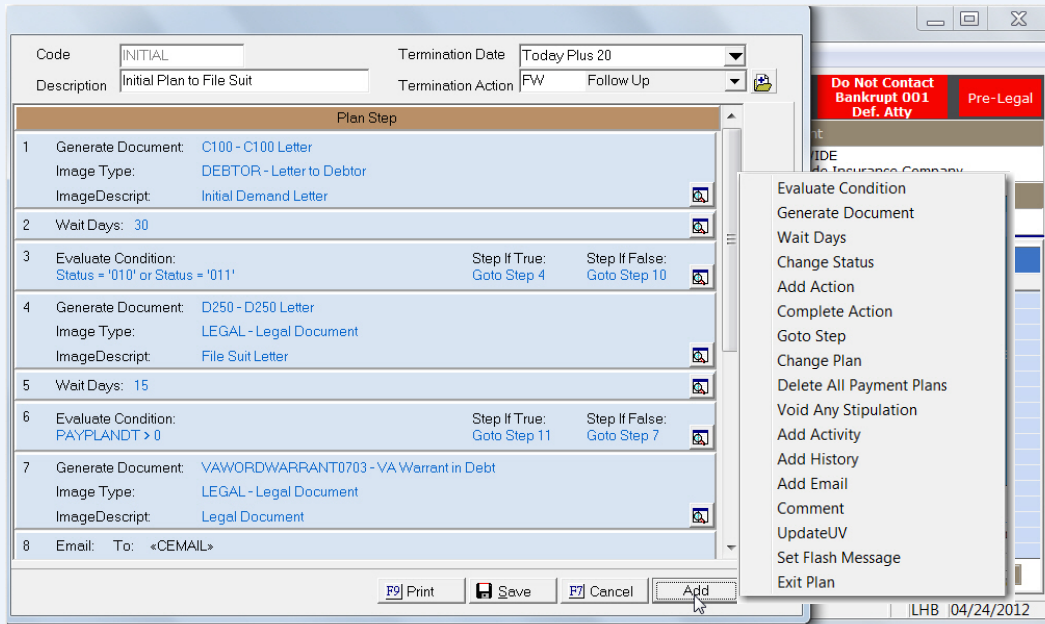 Code INITIAL Termination Date Today Plus 20
Description Initial Plan to File Suit Termination Action FW Follow Up
Plan Step
1 Generate Document: C100 - C100 Letter
Image Type: DEBTOR - Letter to Debtor
ImageDescript: Initial Demand Letter
2 Wait Days: 30
3 Evaluate Condition: Step If True: Step If False:
Status = '010' or Status = '011' Goto Step 4 Goto Step 10
4 Generate Document: D250 - D250 Letter
Image Type: LEGAL - Legal Document
ImageDescript: File Suit Letter
5 Wait Days: 15
6 Evaluate Condition: Step If True: Step If False:
PAYPLANDT > 0 Goto Step 11 Goto Step 7
7 Generate Document: VAWORDWARRANT0703 - VA Warrant in Debt
Image Type: LEGAL - Legal Document
ImageDescript: Legal Document
8 Email: To: «CEMAIL»
F9 Print Save F7 Cancel Add
Do Not Contact
Bankrupt 001
Def. Atty
Pre-Legal
Insurance Company
Evaluate Condition
Generate Document
Wait Days
Change Status
Add Action
Complete Action
Goto Step
Change Plan
Delete All Payment Plans
Void Any Stipulation
Add Activity
Add History
Add Email
Comment
UpdateUV
Set Flash Message
Exit Plan
LHB 04/24/2012